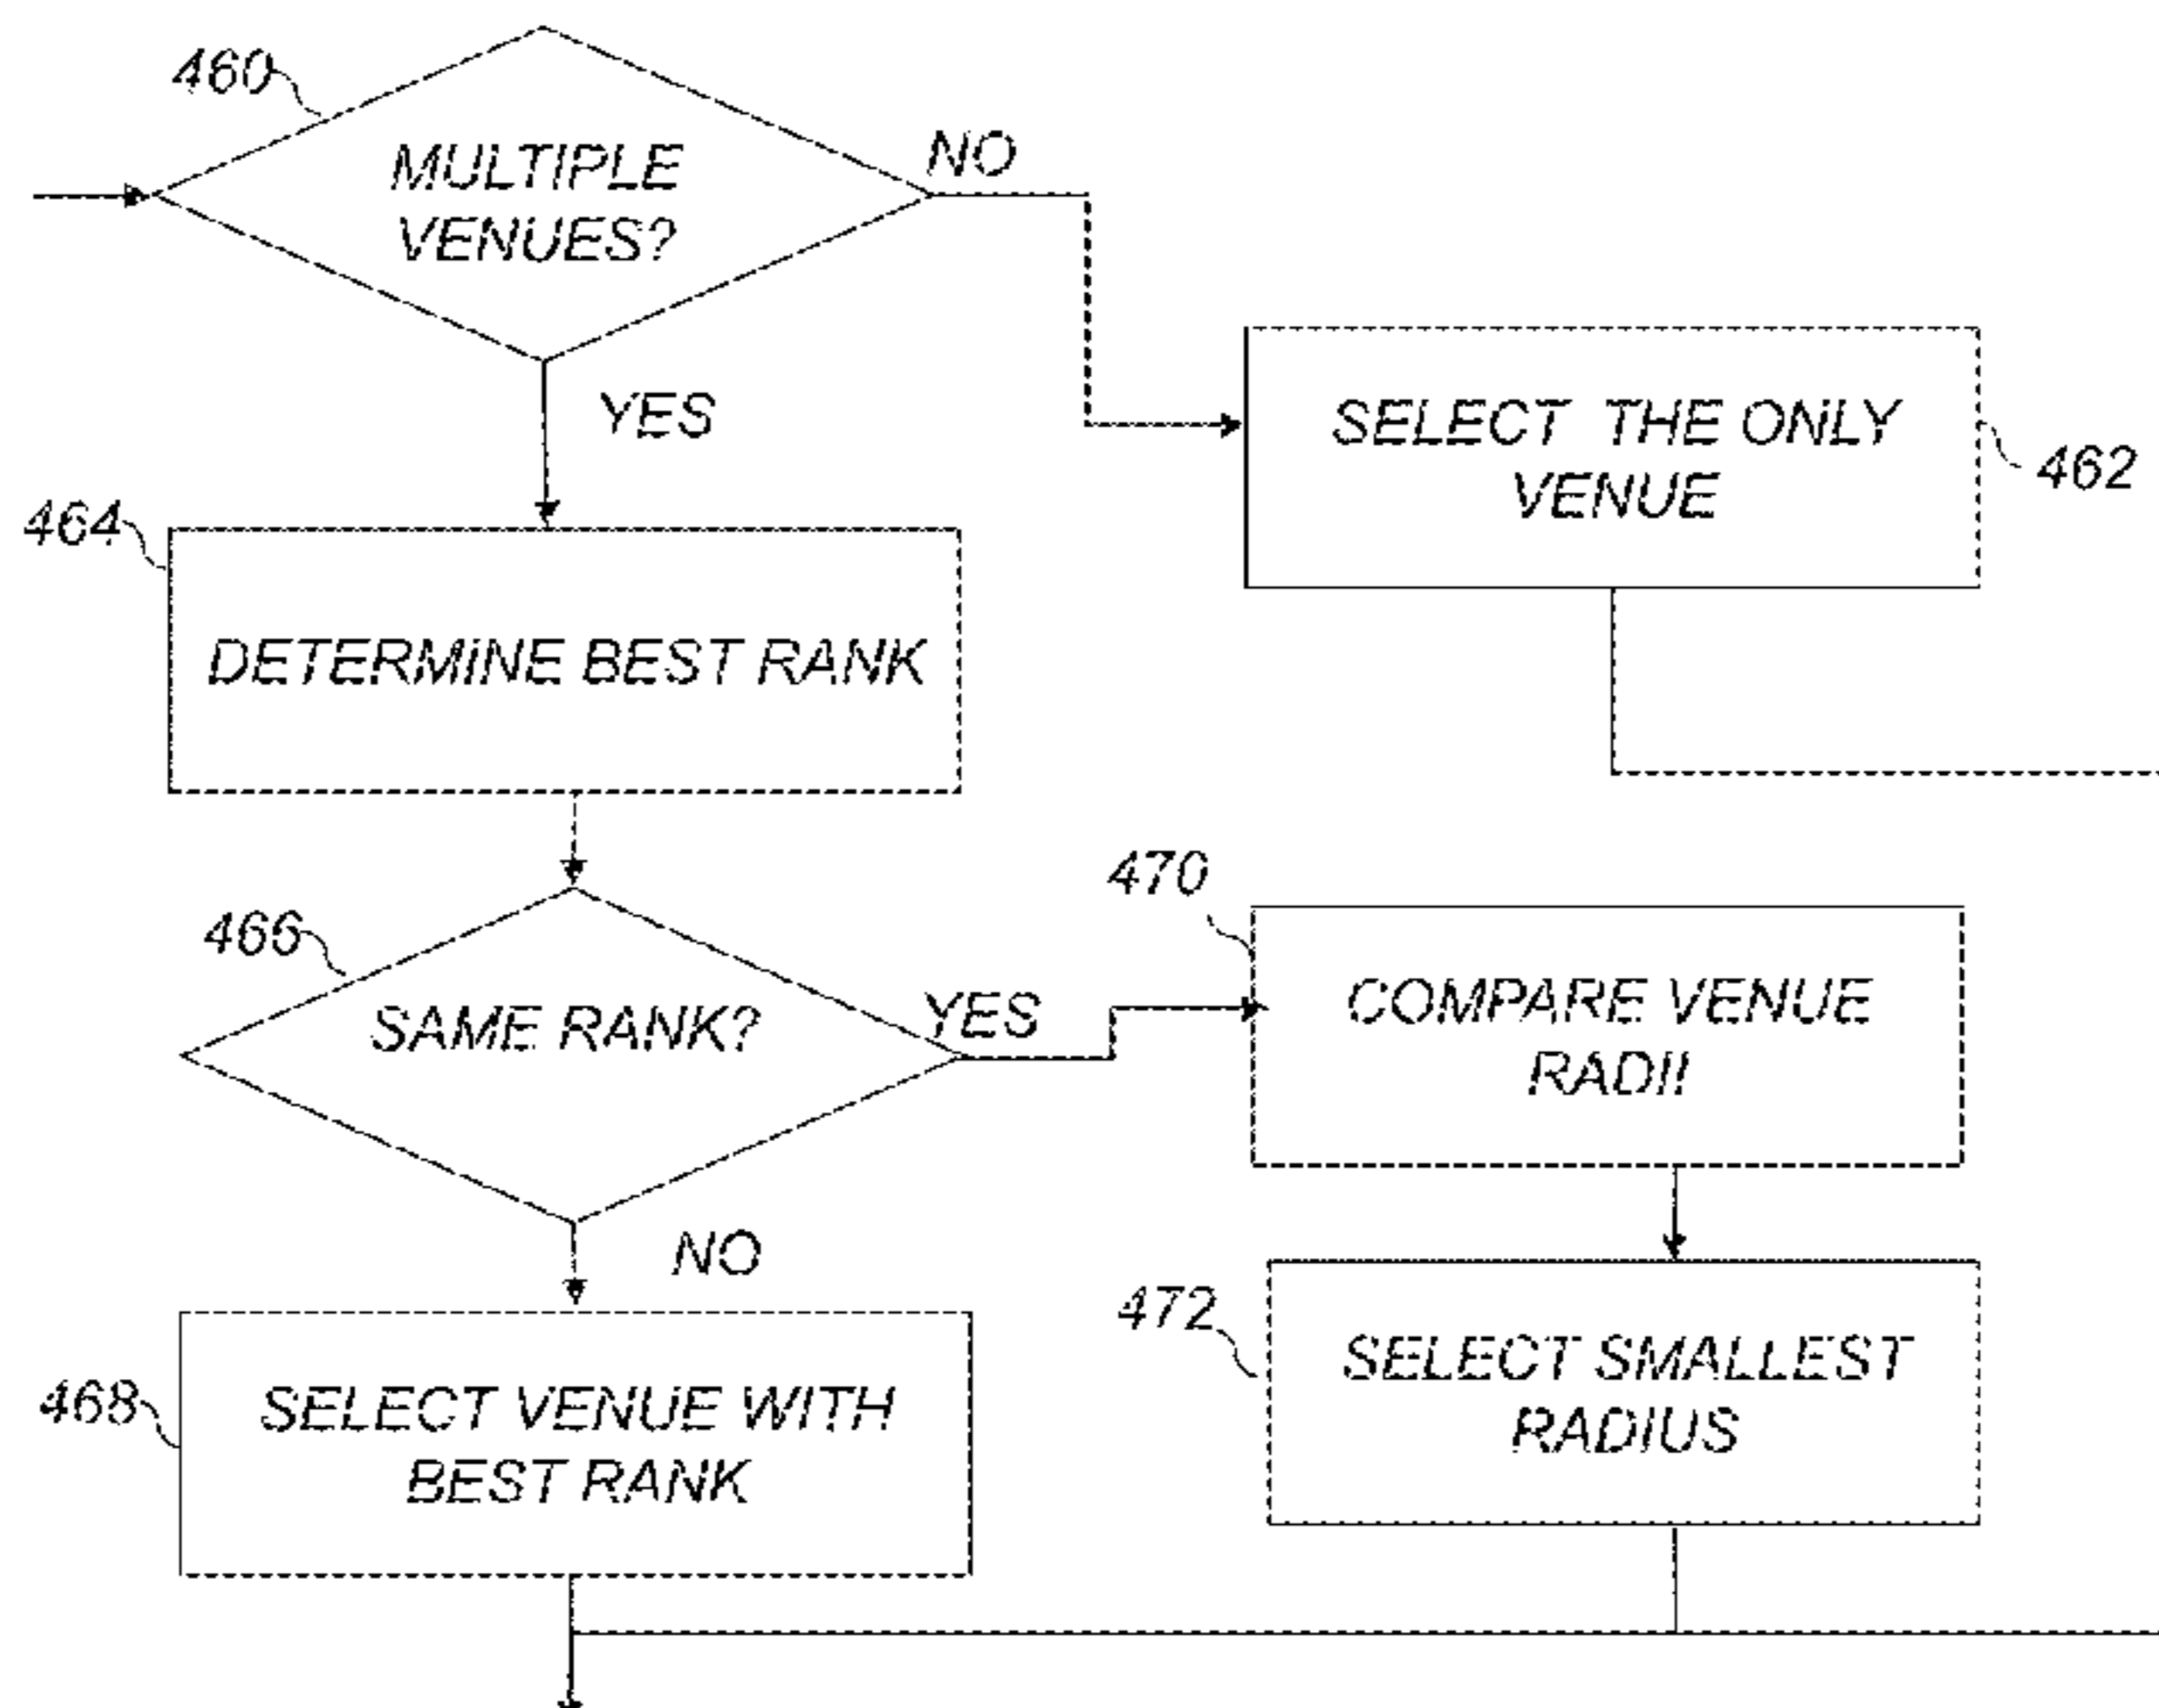 460
MULTIPLE
VENUES?
NO
YES
SELECT THE ONLY
VENUE
462
464
DETERMINE BEST RANK
466
SAME RANK?
YES
470
COMPARE VENUE
RADII
NO
472
SELECT SMALLEST
RADIUS
468
SELECT VENUE WITH
BEST RANK